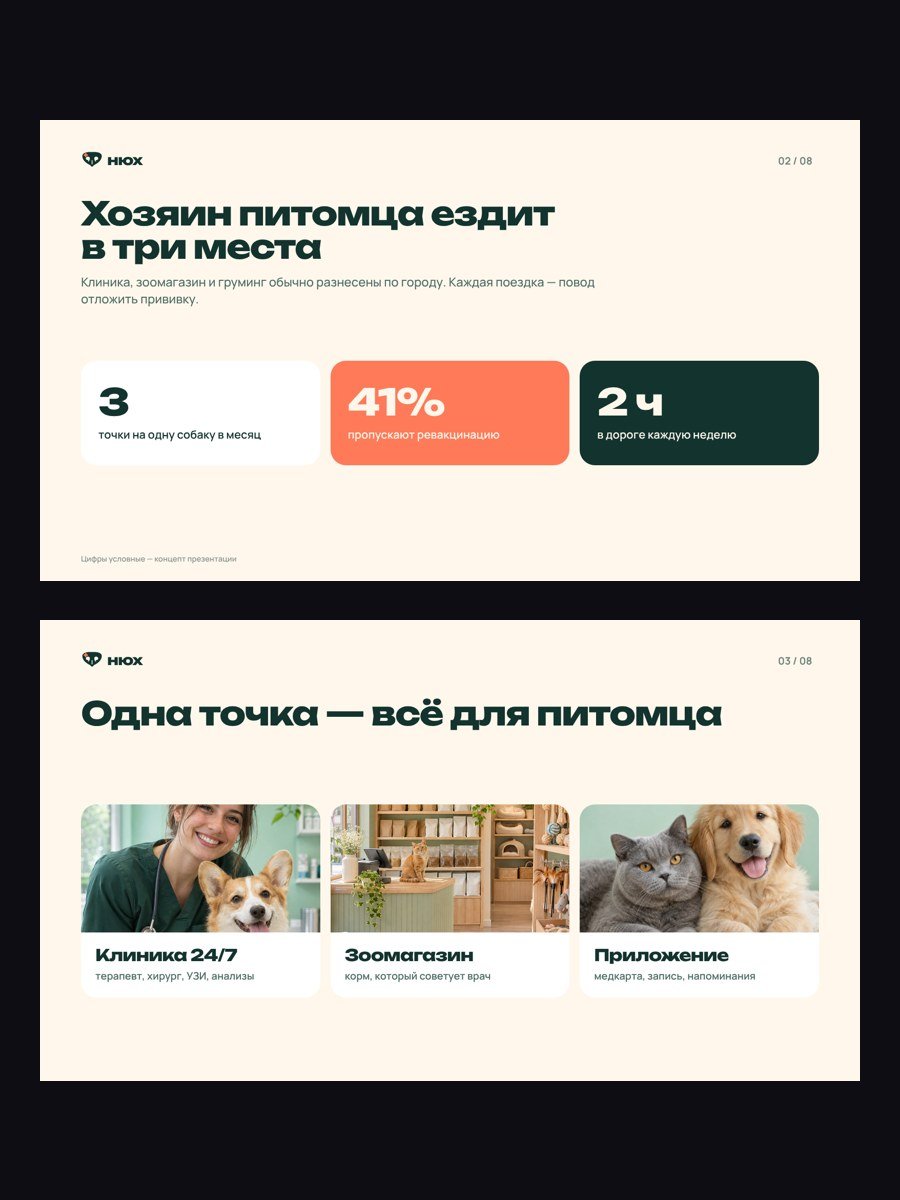 нюх
02 / 08
Хозяин питомца ездит
в три места
Клиника, зоомагазин и груминг обычно разнесены по городу. Каждая поездка — повод
отложить прививку.
3
точки на одну собаку в месяц
41%
пропускают ревакцинацию
2 ч
в дороге каждую неделю
Цифры условные — концепт презентации
нюх
03 / 08
Одна точка — всё для питомца
Клиника 24/7
терапевт, хирург, УЗИ, анализы
Зоомагазин
корм, который советует врач
Приложение
медкарта, запись, напоминания